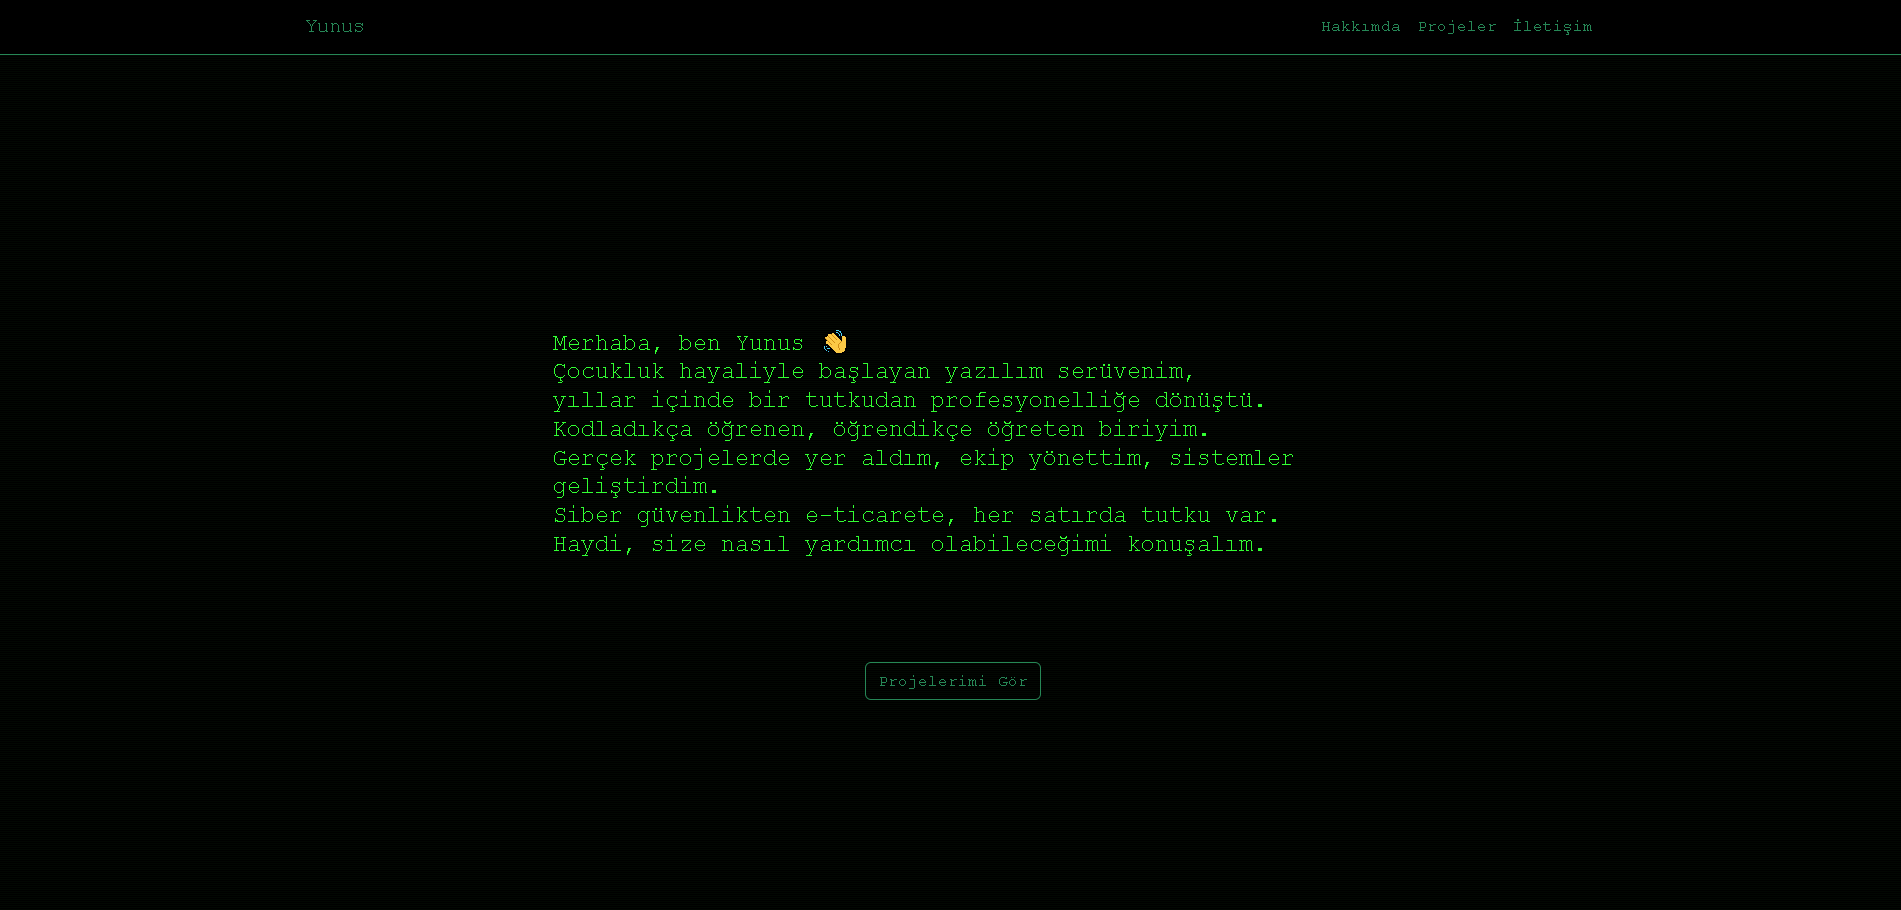 Yunus
Hakkımda Projeler İletişim
Merhaba, ben Yunus 👋
Çocukluk hayaliyle başlayan yazılım serüvenim,
yıllar içinde bir tutkudan profesyonelliğe dönüştü.
Kodladıkça öğrenen, öğrendikçe öğreten biriyim.
Gerçek projelerde yer aldım, ekip yönettim, sistemler
geliştirdim.
Siber güvenlikten e-ticarete, her satırda tutku var.
Haydi, size nasıl yardımcı olabileceğimi konuşalım.
Projelerimi Gör